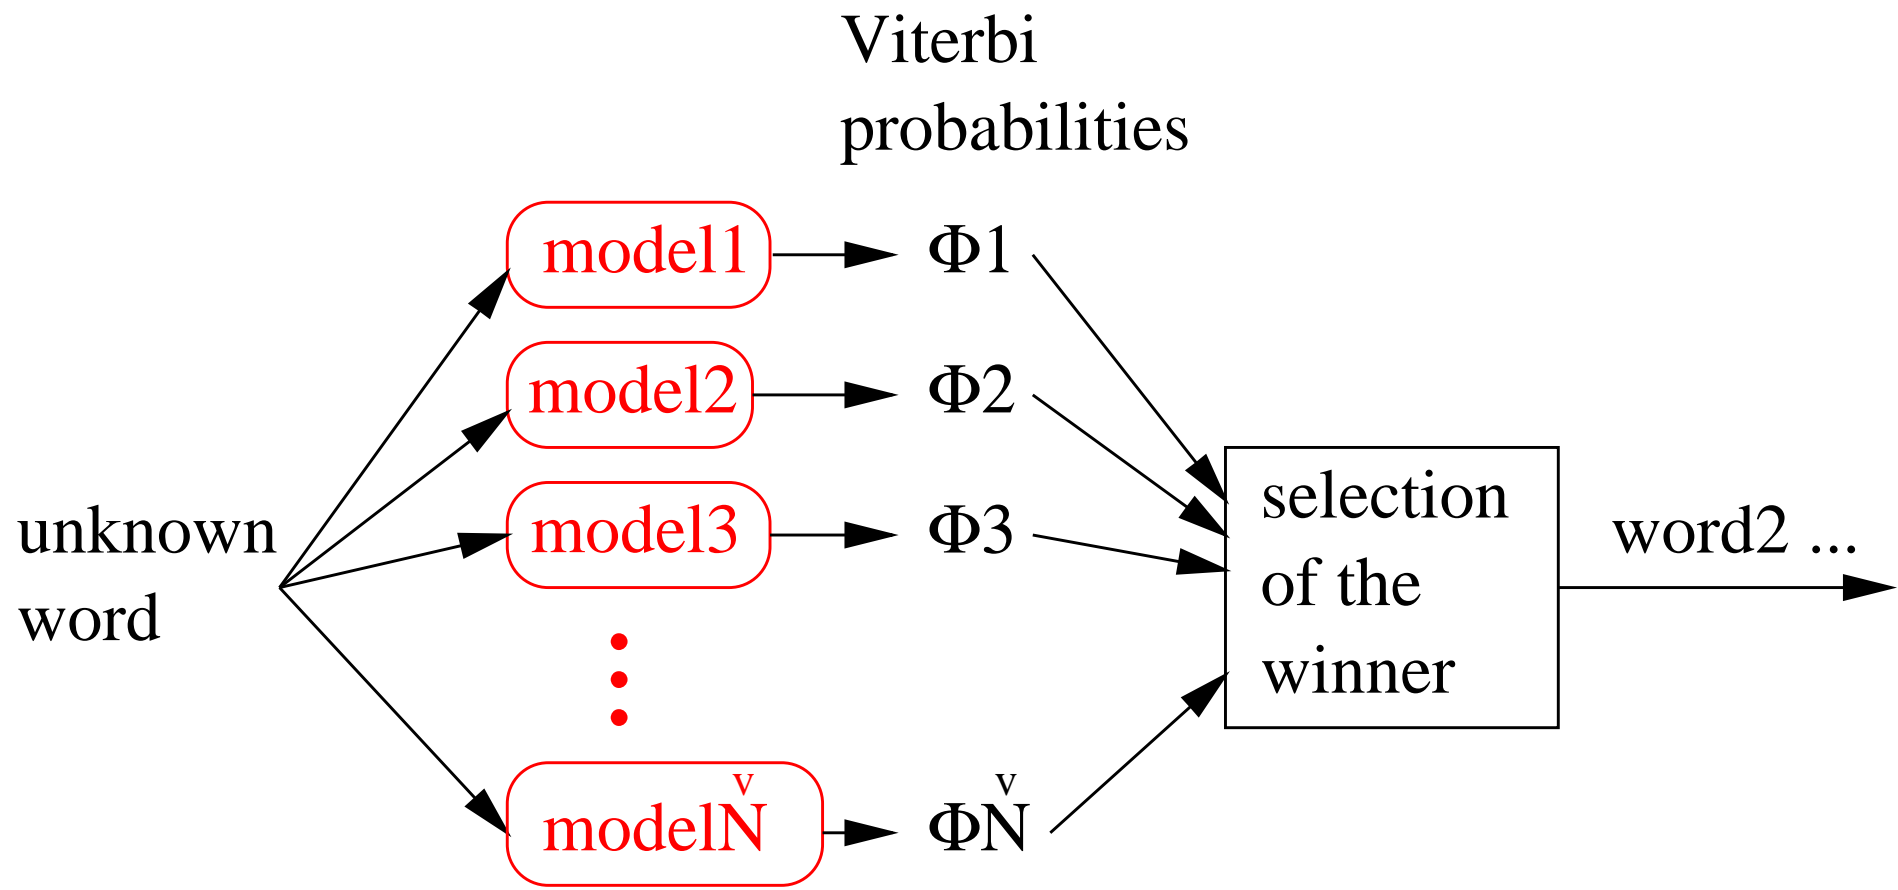 Viterbi
probabilities
model1
Φ1
model2
Φ2
unknown
word
model3
Φ3
selection
of the
winner
word2 ...
modelŇ
ΦŇ